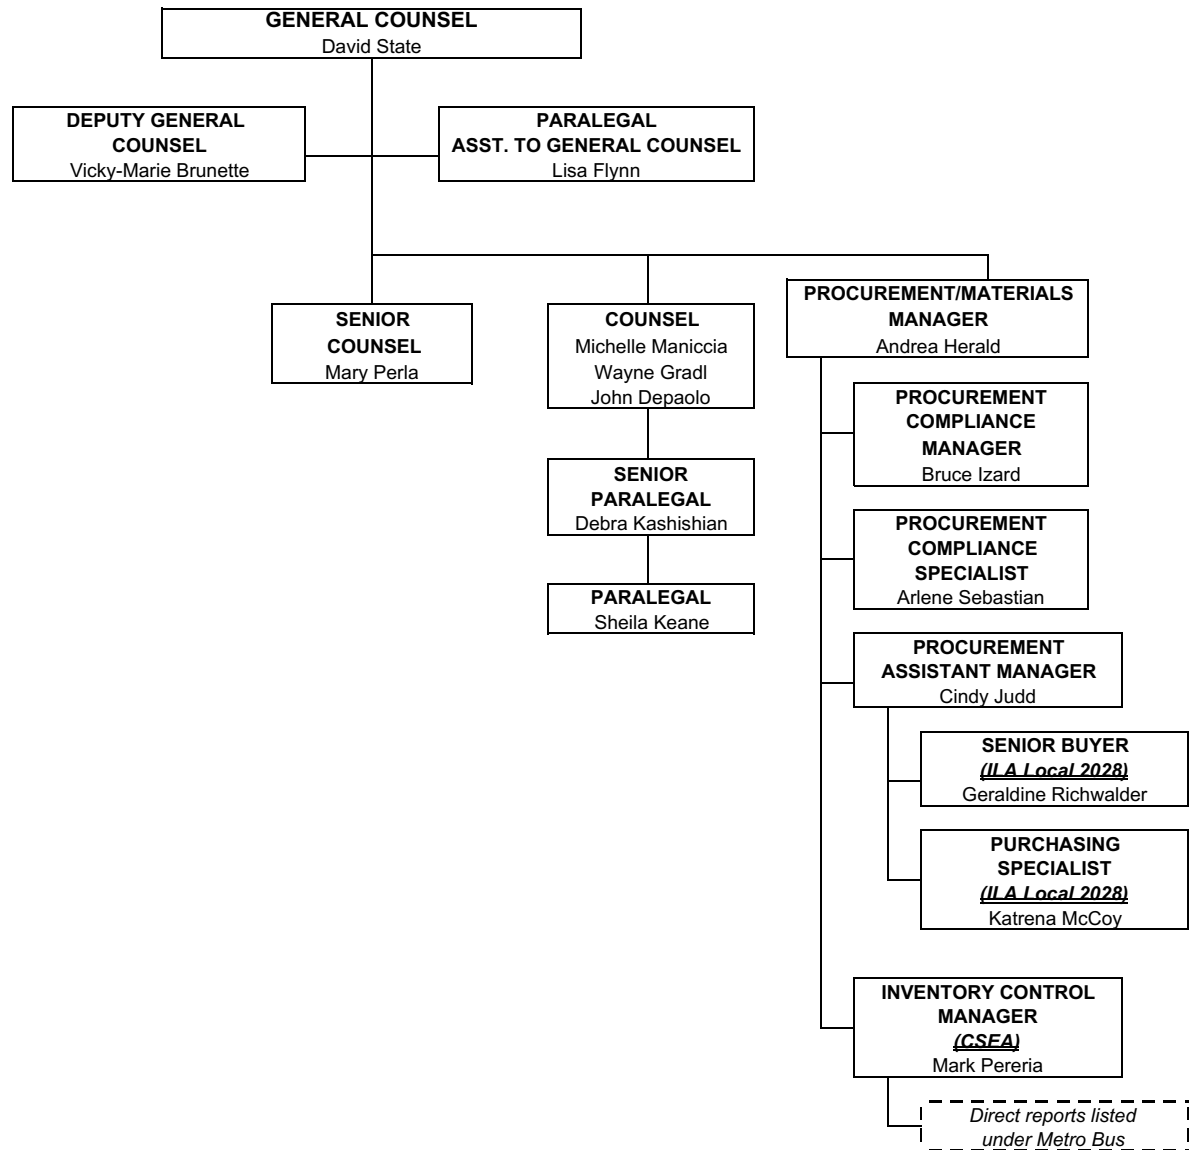 GENERAL COUNSEL
David State
DEPUTY GENERAL
COUNSEL
Vicky-Marie Brunette
PARALEGAL
ASST. TO GENERAL COUNSEL
Lisa Flynn
SENIOR
COUNSEL
Mary Perla
COUNSEL
Michelle Maniccia
Wayne Gradl
John Depaolo
SENIOR
PARALEGAL
Debra Kashishian
PARALEGAL
Sheila Keane
PROCUREMENT/MATERIALS
MANAGER
Andrea Herald
PROCUREMENT
COMPLIANCE
MANAGER
Bruce Izard
PROCUREMENT
COMPLIANCE
SPECIALIST
Arlene Sebastian
PROCUREMENT
ASSISTANT MANAGER
Cindy Judd
SENIOR BUYER
(ILA Local 2028)
Geraldine Richwalder
PURCHASING
SPECIALIST
(ILA Local 2028)
Katrena McCoy
INVENTORY CONTROL
MANAGER
(CSEA)
Mark Pereria
Direct reports listed
under Metro Bus